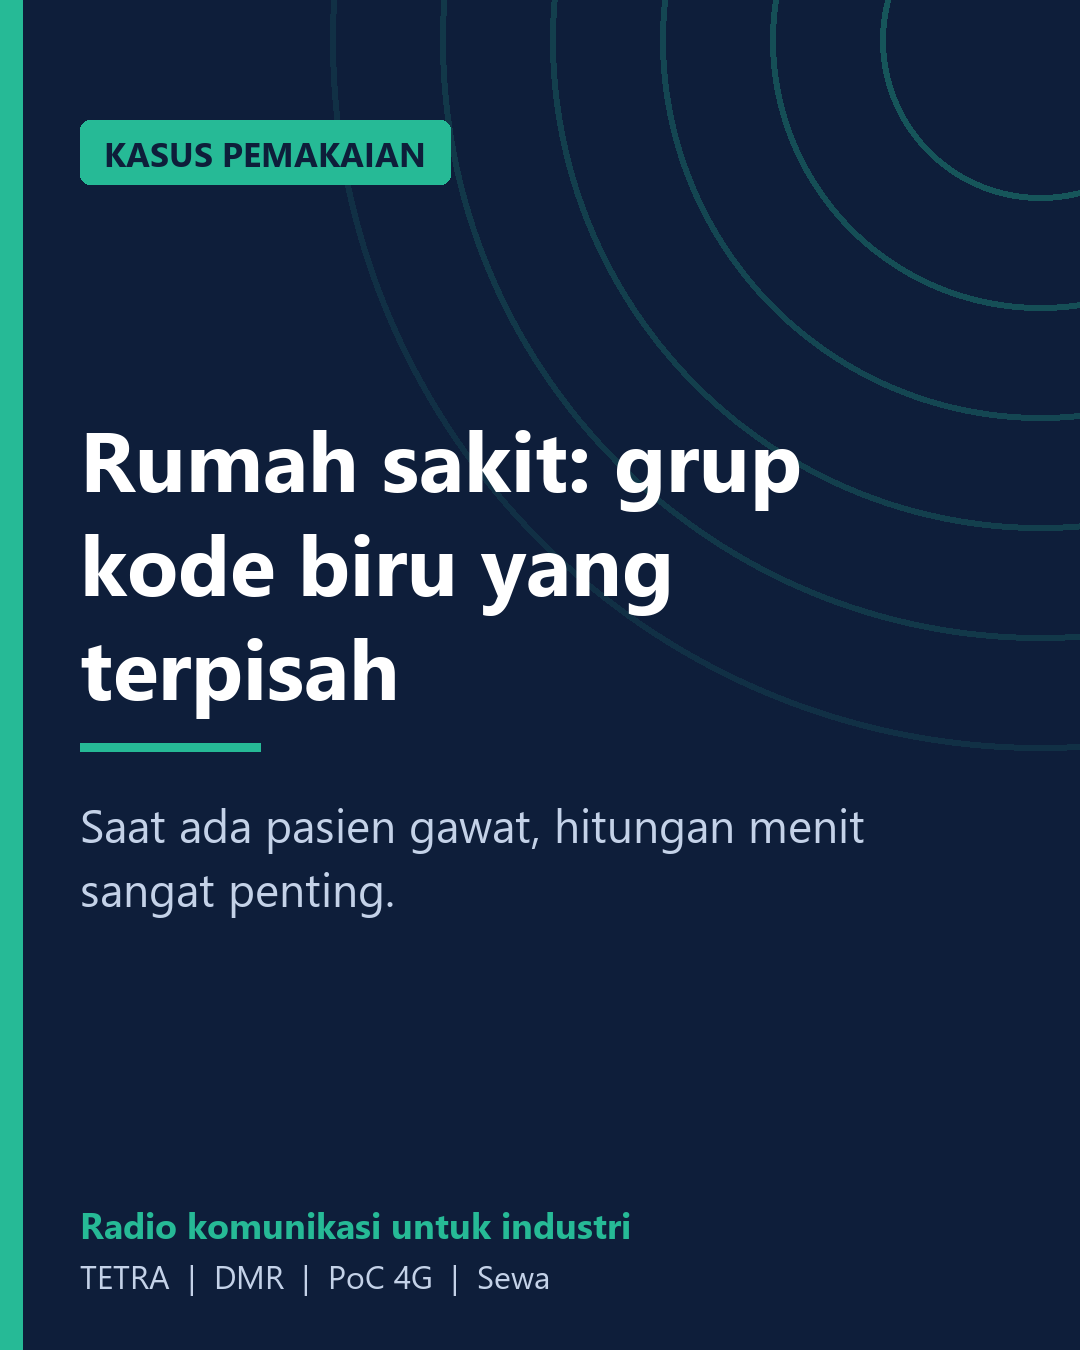 KASUS PEMAKAIAN
Rumah sakit: grup
kode biru yang
terpisah
Saat ada pasien gawat, hitungan menit
sangat penting.
Radio komunikasi untuk industri
TETRA | DMR | PoC 4G | Sewa